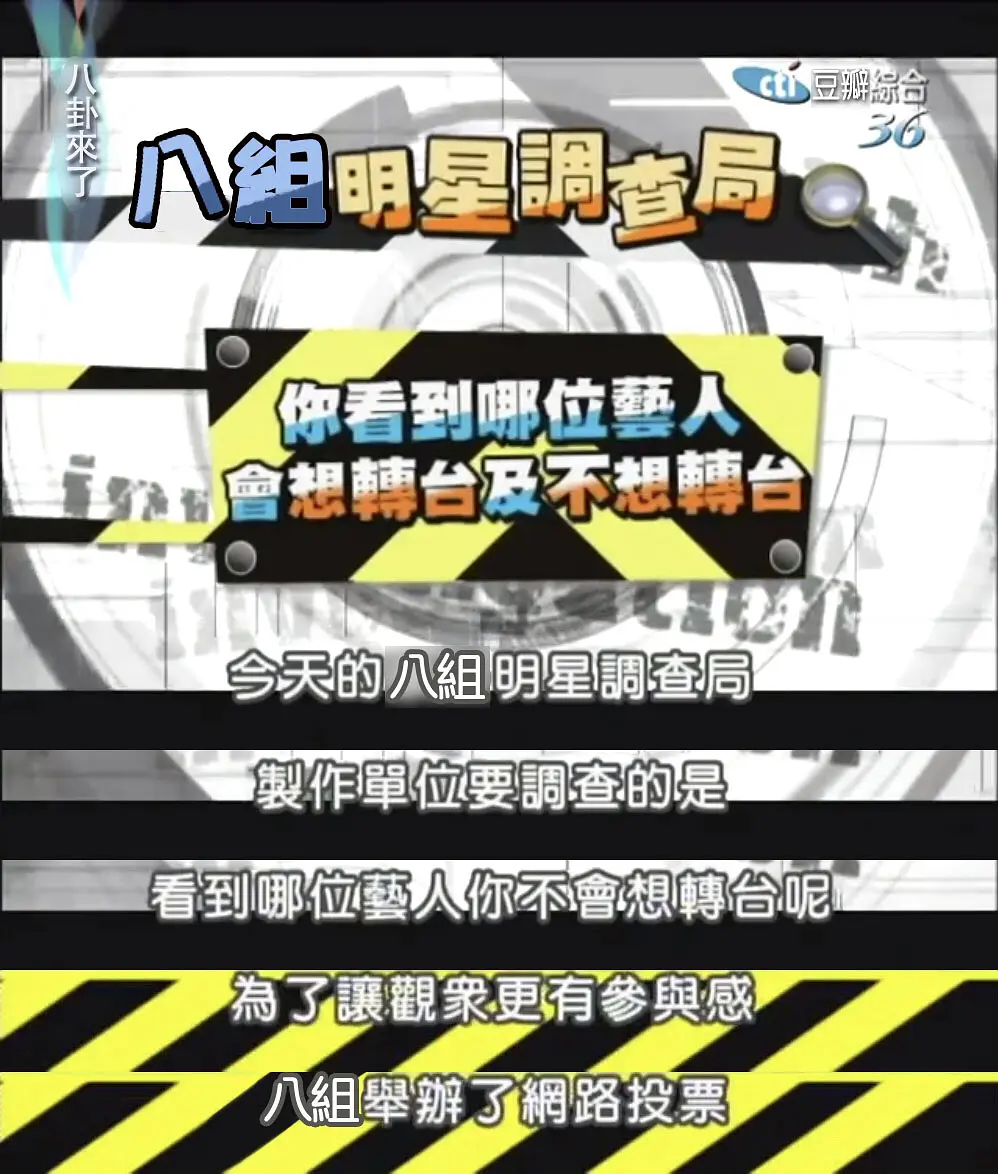 八卦來了
cti 豆瓣綜合
36
八組明星調查局
你看到哪位藝人
會想轉台及不想轉台
今天的八組明星調查局
製作單位要調查的是
看到哪位藝人你不會想轉台呢
為了讓觀眾更有參與感
八組舉辦了網路投票